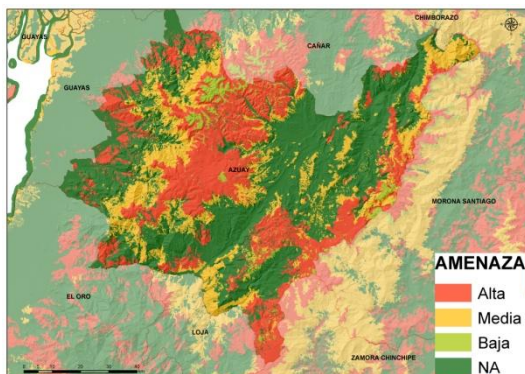 CHIMBORAZO
GUAYAS
CAÑAR
GUAYAS
AZUAY
MORONA SANTIAGO
EL ORO
LOJA
ZAMORA CHINCHIPE
AMENAZA
Alta
Media
Baja
NA